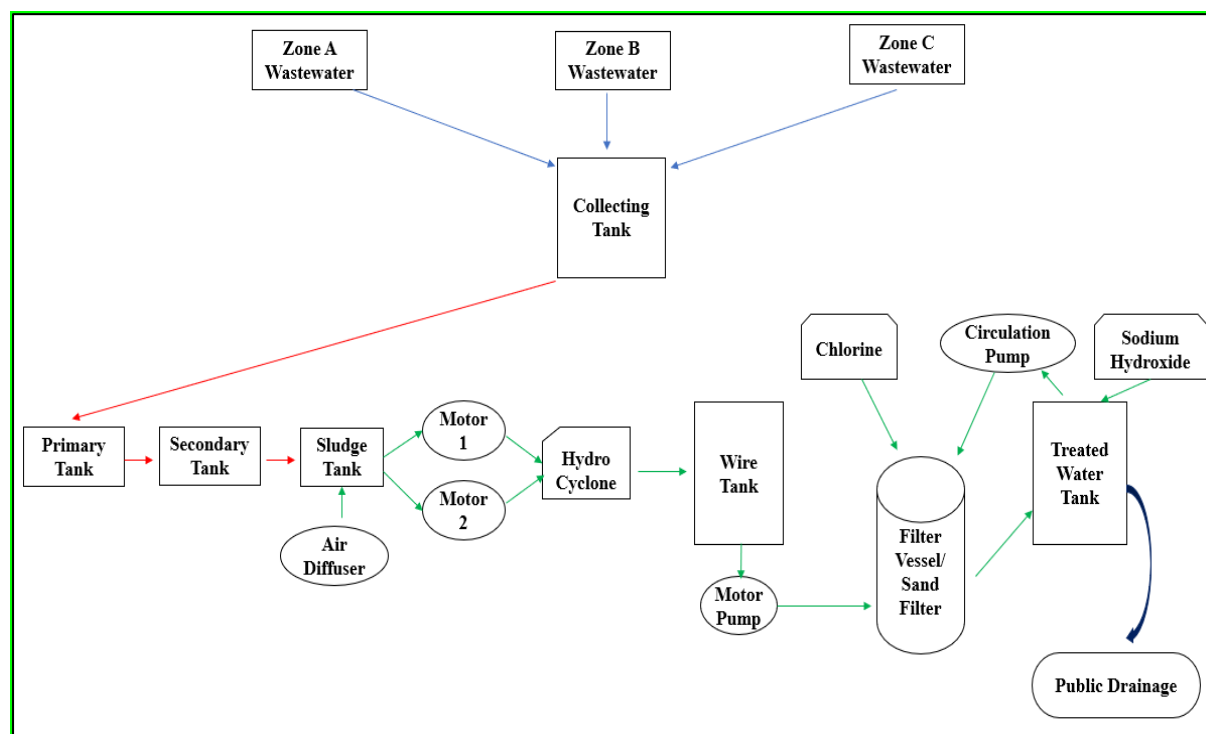 Zone A
Wastewater
Zone B
Wastewater
Zone C
Wastewater
Collecting
Tank
Chlorine
Circulation
Pump
Sodium
Hydroxide
Primary
Tank
Secondary
Tank
Sludge
Tank
Motor
1
Motor
2
Air
Diffuser
Hydro
Cyclone
Wire
Tank
Motor
Pump
Filter
Vessel/
Sand
Filter
Treated
Water
Tank
Public Drainage